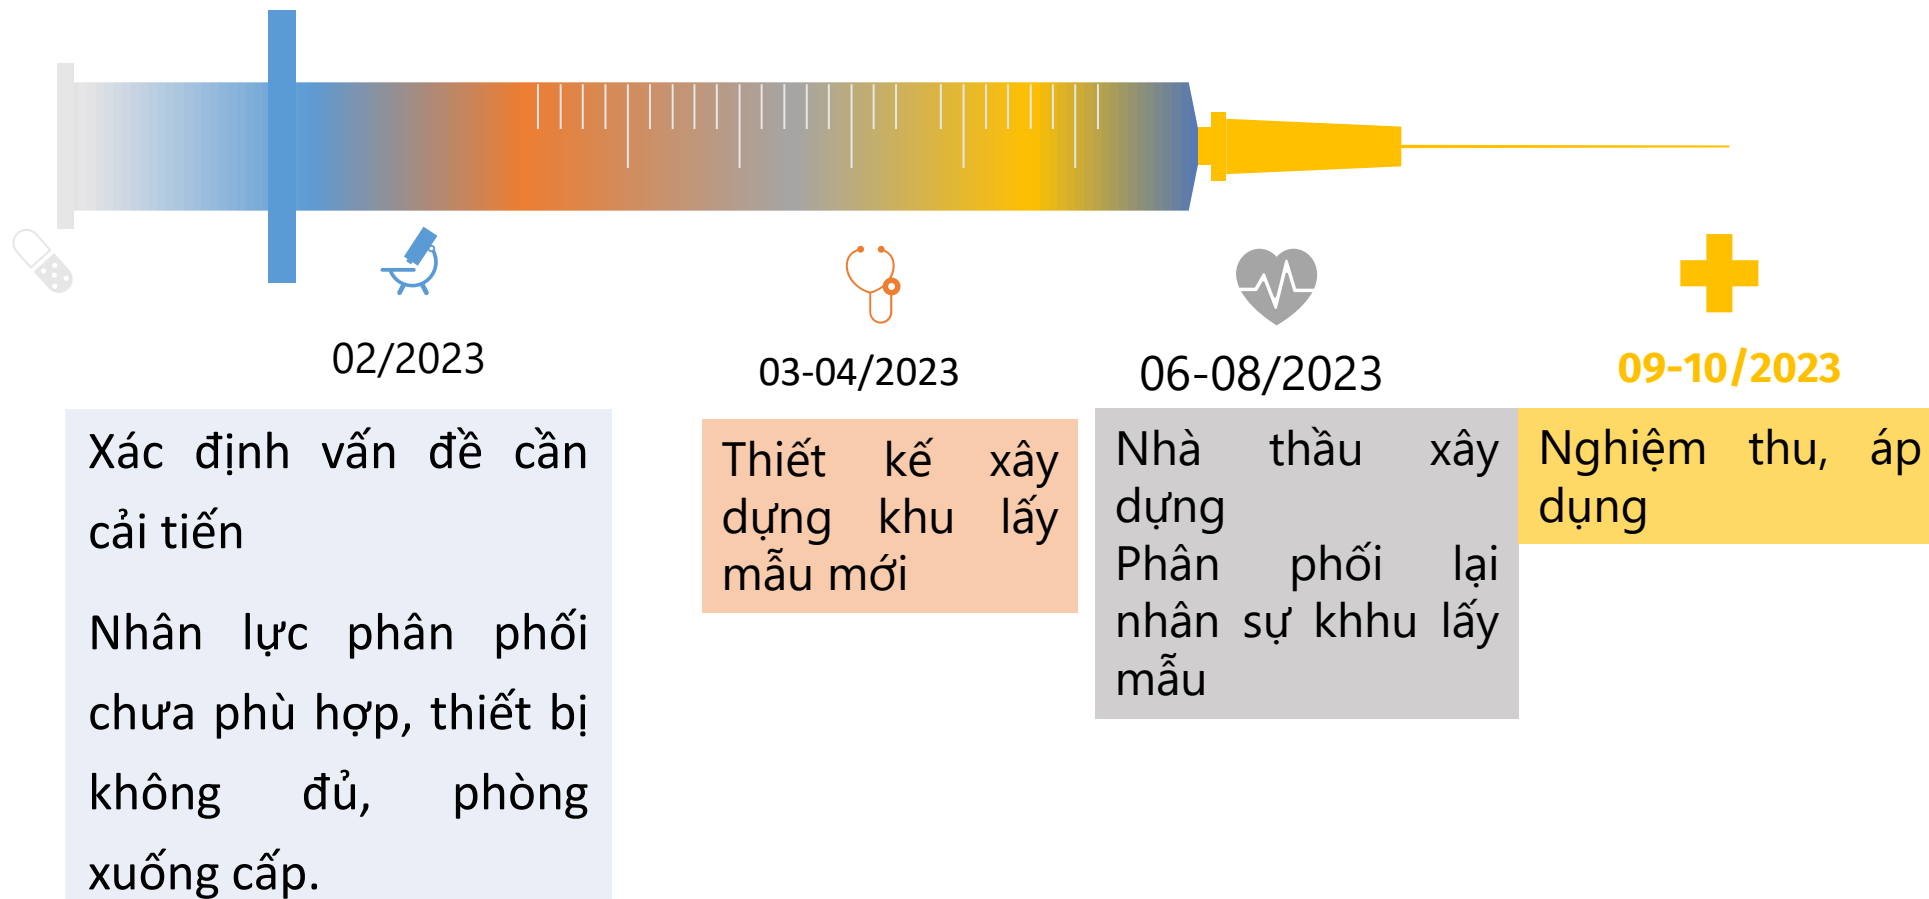 02/2023
Xác định vấn đề cần
cải tiến
Nhân lực phân phối
chưa phù hợp, thiết bị
không đủ, phòng
xuống cấp.
03-04/2023
Thiết kế xây
dựng khu lấy
mẫu mới
06-08/2023
Nhà thầu xây
dựng
Phân phối lại
nhân sự khhu lấy
mẫu
09-10/2023
Nghiệm thu, áp
dụng